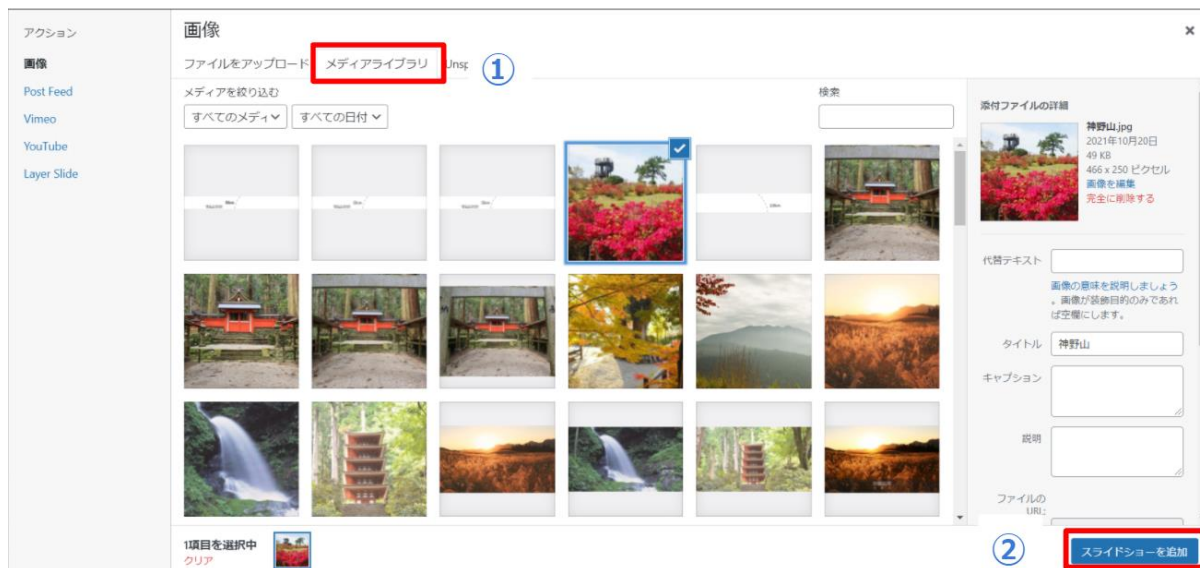 アクション
画像
Post Feed
Vimeo
YouTube
Layer Slide
画像
ファイルをアップロード
メディアライブラリ
①
メディアを絞り込む
すべてのメディ
すべての日付
検索
添付ファイルの詳細
神野山.jpg
2021年10月20日
49 KB
466 x 250 ピクセル
画像を編集
完全に削除する
代替テキスト
画像の意味を説明しましょう
。画像が装飾目的のみであれ
ば空欄にします。
タイトル
神野山
キャプション
説明
ファイルの
URL:
1項目を選択中
クリア
②
スライドショーを追加